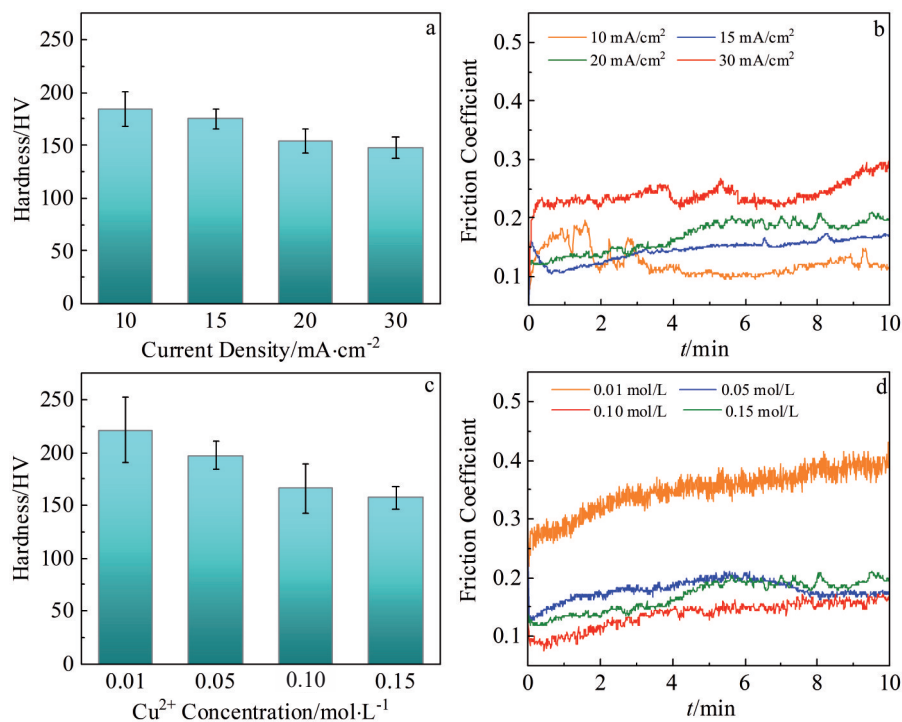 a
250
200
150
100
50
0
Hardness/HV
10 15 20 30
Current Density/mA·cm⁻²
b
10 mA/cm² 15 mA/cm²
20 mA/cm² 30 mA/cm²
0.5
0.4
0.3
0.2
0.1
Friction Coefficient
0 2 4 6 8 10
t/min
c
250
200
150
100
50
0
Hardness/HV
0.01 0.05 0.10 0.15
Cu²⁺ Concentration/mol·L⁻¹
d
0.01 mol/L 0.05 mol/L
0.10 mol/L 0.15 mol/L
0.5
0.4
0.3
0.2
0.1
Friction Coefficient
0 2 4 6 8 10
t/min